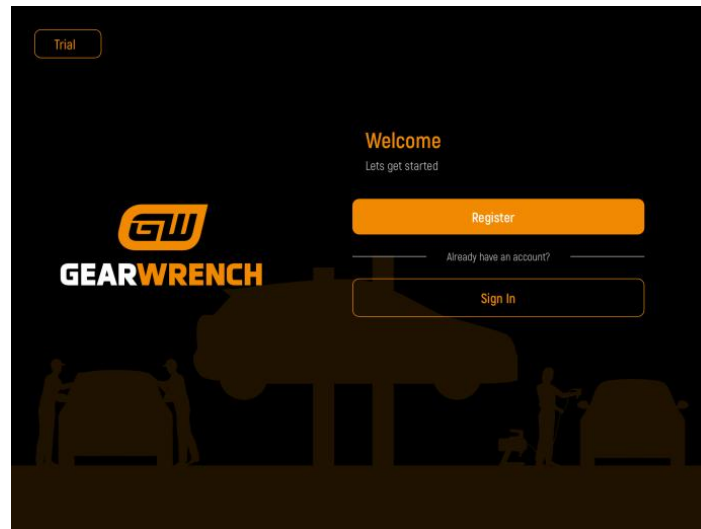 Trial
Welcome
Lets get started
Register
GW
GEARWRENCH
Already have an account?
Sign In